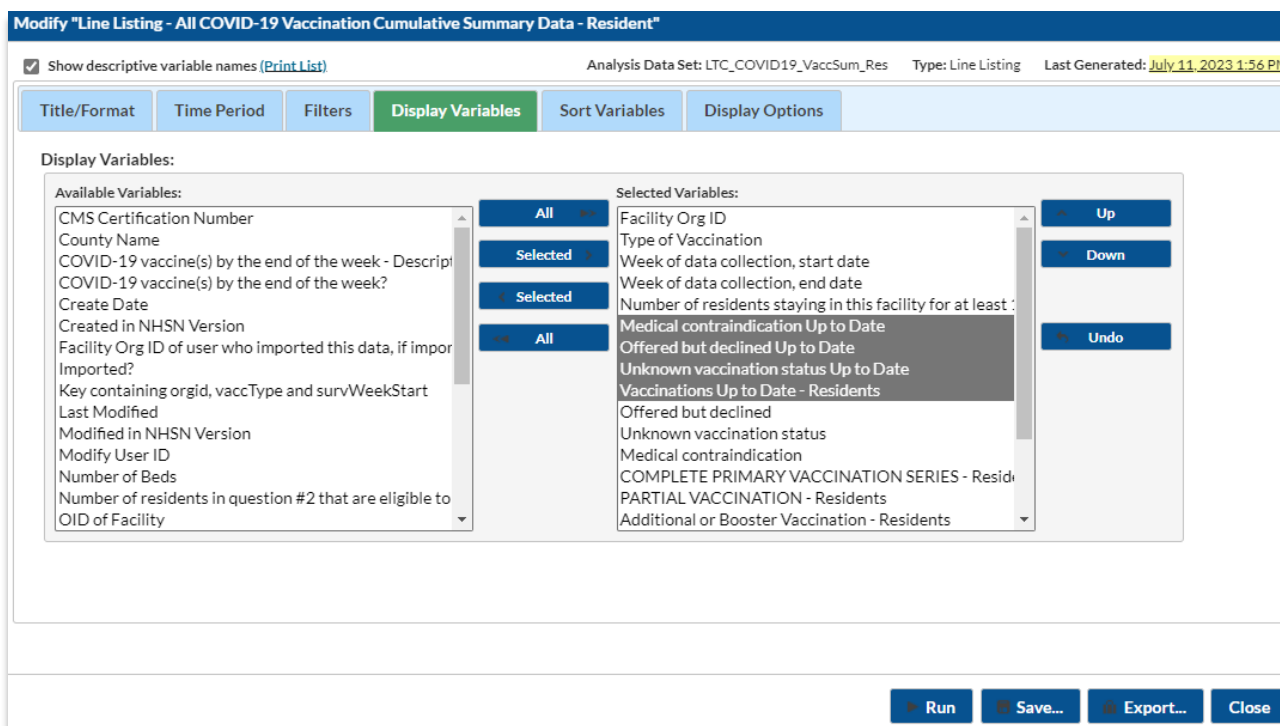 Modify "Line Listing - All COVID-19 Vaccination Cumulative Summary Data - Resident"
Show descriptive variable names (Print List)
Analysis Data Set: LTC_COVID19_VaccSum_Res Type: Line Listing Last Generated: July 11, 2023 1:56
Title/Format Time Period Filters Display Variables Sort Variables Display Options
Display Variables:
Available Variables:
CMS Certification Number
County Name
COVID-19 vaccine(s) by the end of the week - Descript
COVID-19 vaccine(s) by the end of the week?
Create Date
Created in NHSN Version
Facility Org ID of user who imported this data, if impor
Imported?
Key containing orgid, vaccType and survWeekStart
Last Modified
Modified in NHSN Version
Modify User ID
Number of Beds
Number of residents in question #2 that are eligible to
OID of Facility
All
Selected
Selected
All
Selected Variables:
Facility Org ID
Type of Vaccination
Week of data collection, start date
Week of data collection, end date
Number of residents staying in this facility for at least
Medical contraindication Up to Date
Offered but declined Up to Date
Unknown vaccination status Up to Date
Vaccinations Up to Date - Residents
Offered but declined
Unknown vaccination status
Medical contraindication
COMPLETE PRIMARY VACCINATION SERIES - Reside
PARTIAL VACCINATION - Residents
Additional or Booster Vaccination - Residents
Up
Down
Undo
Run Save... Export... Close